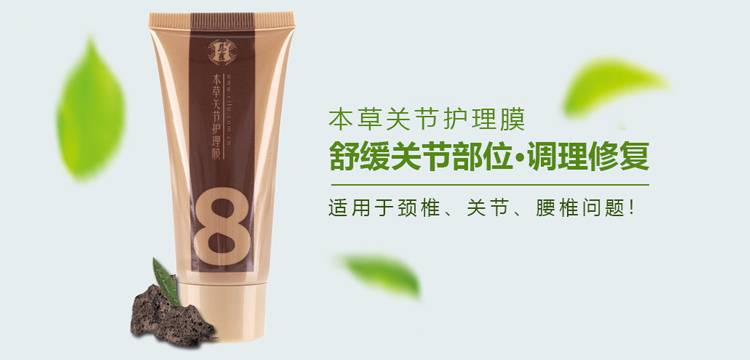 本草关节护理膜
舒缓关节部位·调理修复
适用于颈椎、关节、腰椎问题！
本草关节护理膜
8